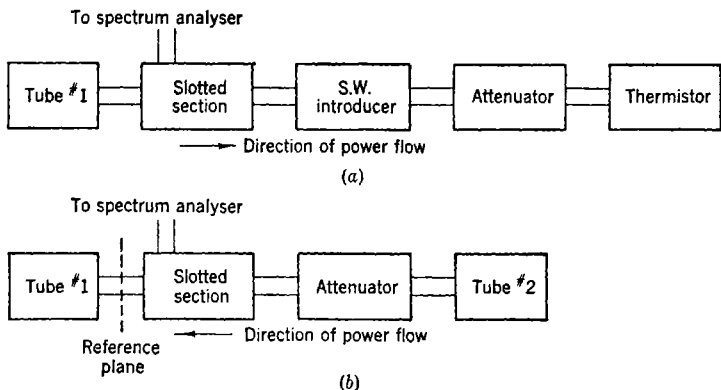 To spectrum analyser
Tube #1
Slotted
section
S.W.
introducer
Attenuator
Thermistor
Direction of power flow
(a)
To spectrum analyser
Tube #1
Slotted
section
Attenuator
Tube #2
Direction of power flow
Reference
plane
(b)